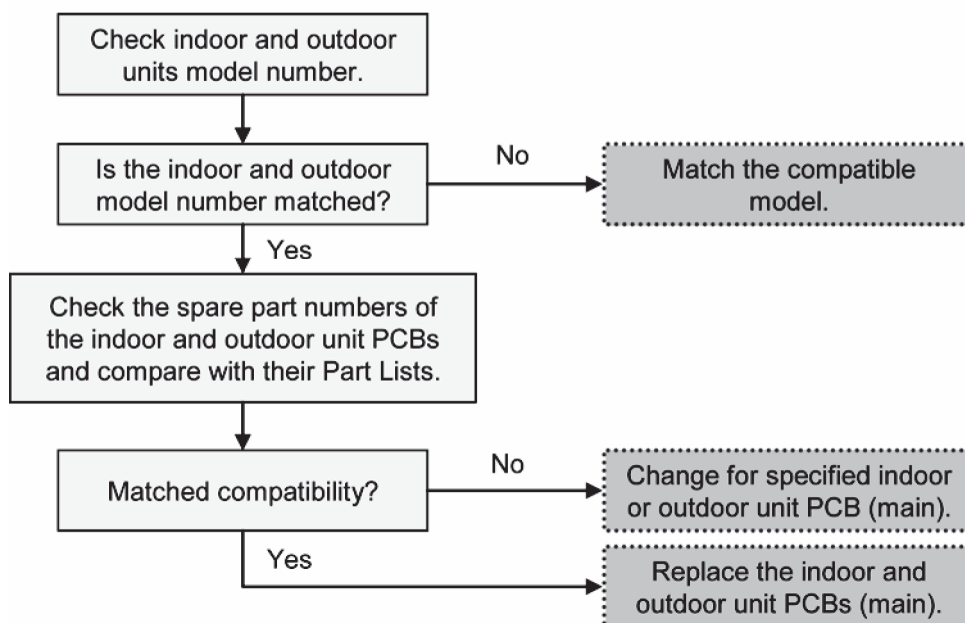 Check indoor and outdoor
units model number.
Is the indoor and outdoor
model number matched?
No
Match the compatible
model.
Yes
Check the spare part numbers of
the indoor and outdoor unit PCBs
and compare with their Part Lists.
Matched compatibility?
No
Change for specified indoor
or outdoor unit PCB (main).
Yes
Replace the indoor and
outdoor unit PCBs (main).